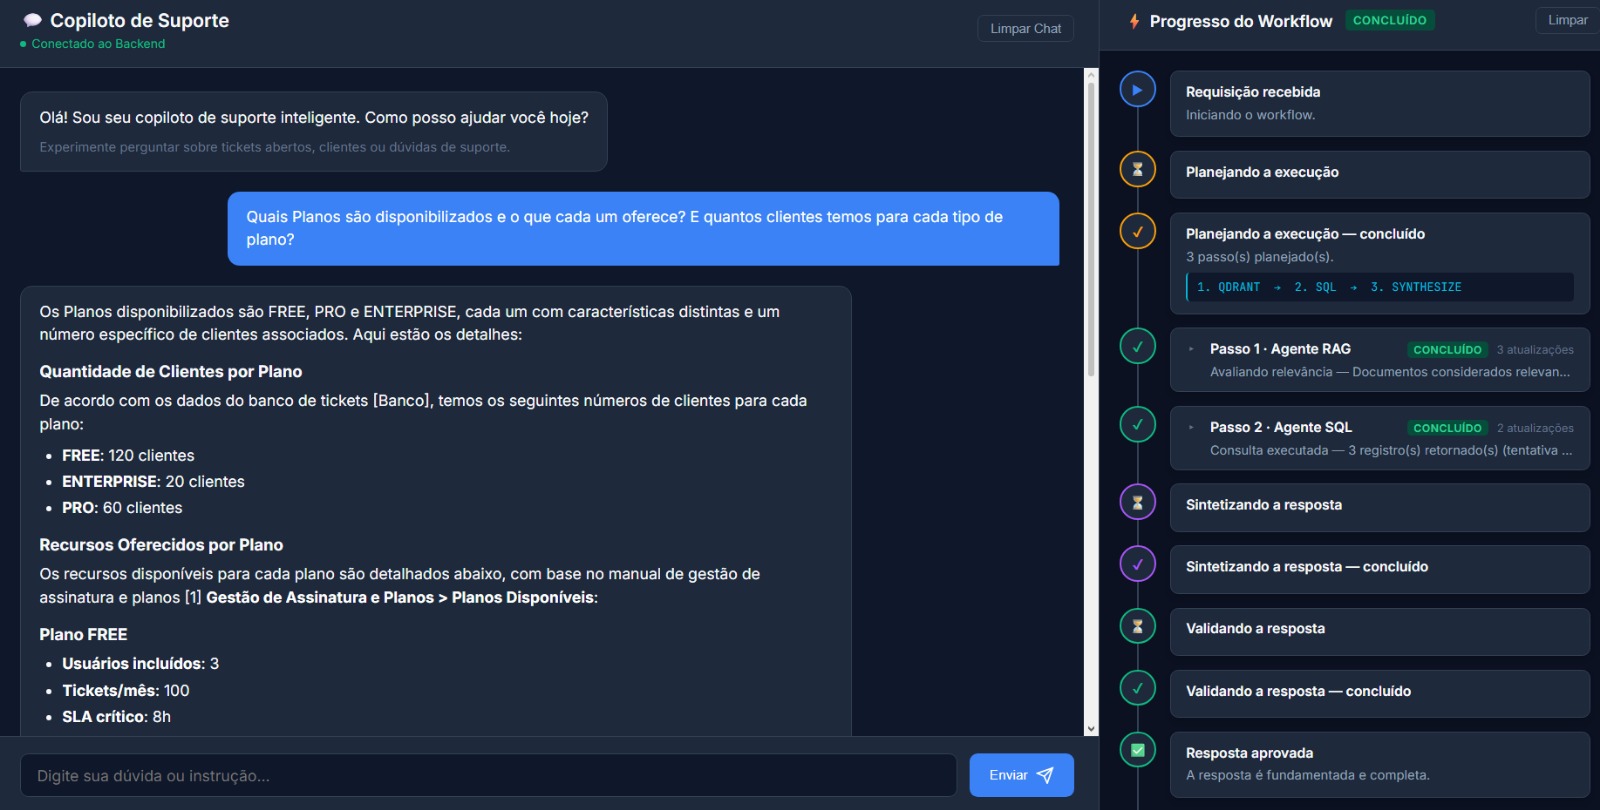 Copiloto de Suporte
Conectado ao Backend
Limpar Chat
Olá! Sou seu copiloto de suporte inteligente. Como posso ajudar você hoje?
Experimente perguntar sobre tickets abertos, clientes ou dúvidas de suporte.
Quais Planos são disponibilizados e o que cada um oferece? E quantos clientes temos para cada tipo de
plano?
Os Planos disponibilizados são FREE, PRO e ENTERPRISE, cada um com características distintas e um
número específico de clientes associados. Aqui estão os detalhes:
Quantidade de Clientes por Plano
De acordo com os dados do banco de tickets [Banco], temos os seguintes números de clientes para cada
plano:
• FREE: 120 clientes
• ENTERPRISE: 20 clientes
• PRO: 60 clientes
Recursos Oferecidos por Plano
Os recursos disponíveis para cada plano são detalhados abaixo, com base no manual de gestão de
assinatura e planos [1] Gestão de Assinatura e Planos > Planos Disponíveis:
Plano FREE
• Usuários incluídos: 3
• Tickets/mês: 100
• SLA crítico: 8h
Digite sua dúvida ou instrução...
Enviar
Progresso do Workflow CONCLUÍDO
Limpar
Requisição recebida
Iniciando o workflow.
Planejando a execução
Planejando a execução — concluído
3 passo(s) planejado(s).
1. QDRANT → 2. SQL → 3. SYNTHESIZE
Passo 1 · Agente RAG CONCLUÍDO 3 atualizações
Avaliando relevância — Documentos considerados relevan...
Passo 2 · Agente SQL CONCLUÍDO 2 atualizações
Consulta executada — 3 registro(s) retornado(s) (tentativa ...
Sintetizando a resposta
Sintetizando a resposta — concluído
Validando a resposta
Validando a resposta — concluído
Resposta aprovada
A resposta é fundamentada e completa.